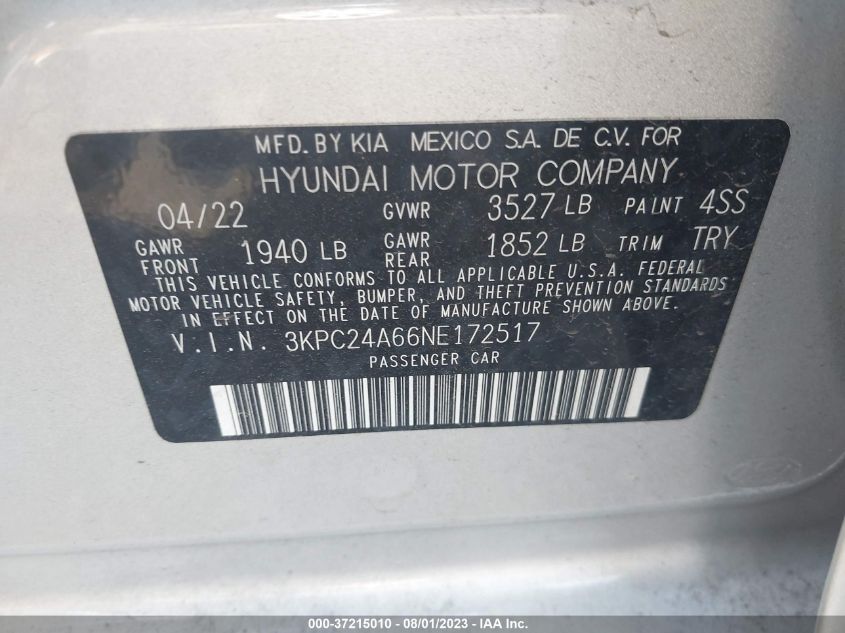 MFD. BY KIA MEXICO S.A. DE C.V. FOR
HYUNDAI MOTOR COMPANY
04/22 GVWR 3527 LB PAINT 4SS
GAWR FRONT 1940 LB GAWR REAR 1852 LB TRIM TRY
THIS VEHICLE CONFORMS TO ALL APPLICABLE U.S.A. FEDERAL
MOTOR VEHICLE SAFETY, BUMPER, AND THEFT PREVENTION STANDARDS
IN EFFECT ON THE DATE OF MANUFACTURE SHOWN ABOVE.
V.I.N. 3KPC24A66NE172517
PASSENGER CAR
000-37215010 - 08/01/2023 - IAA Inc.